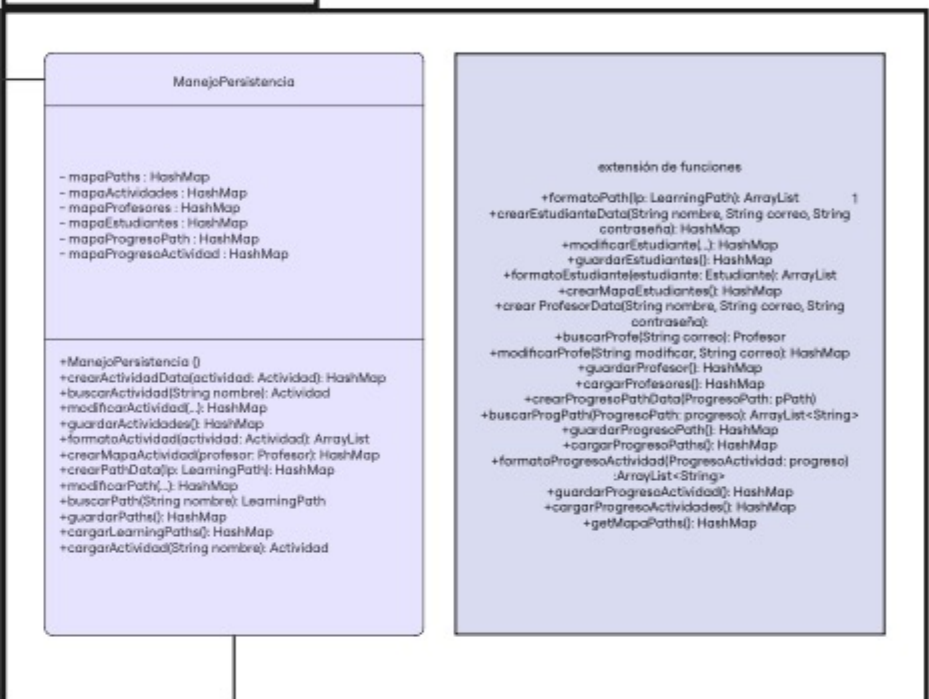 ManejoPersistencia
- mapaPaths : HashMap
- mapaActividades : HashMap
- mapaProfesores : HashMap
- mapaEstudiantes : HashMap
- mapaProgresoPath : HashMap
- mapaProgresoActividad : HashMap
+ManejoPersistencia ()
+crearActividadData(actividad: Actividad): HashMap
+buscarActividad(String nombre): Actividad
+modificarActividad(...): HashMap
+guardarActividades(): HashMap
+formatoActividad(actividad: Actividad): ArrayList
+crearMapaActividad(profesor: Profesor): HashMap
+crearPathData(lp: LearningPath): HashMap
+modificarPath(...): HashMap
+buscarPath(String nombre): LearningPath
+guardarPaths(): HashMap
+cargarLearningPaths(): HashMap
+cargarActividad(String nombre): Actividad
extensión de funciones
+formatoPath(lp: LearningPath): ArrayList 1
+crearEstudianteData(String nombre, String correo, String
contraseña): HashMap
+modificarEstudiante(...): HashMap
+guardarEstudiantes(): HashMap
+formatoEstudiante(estudiante: Estudiante): ArrayList
+crearMapaEstudiantes(): HashMap
+crear ProfesorData(String nombre, String correo, String
contraseña):
+buscarProfe(String correo): Profesor
+modificarProfe(String modificar, String correo): HashMap
+guardarProfesor(): HashMap
+cargarProfesores(): HashMap
+crearProgresoPathData(ProgresoPath: pPath)
+buscarProgPath(ProgresoPath: progreso): ArrayList<String>
+guardarProgresoPath(): HashMap
+cargarProgresoPaths(): HashMap
+formatoProgresoActividad(ProgresoActividad: progreso)
:ArrayList<String>
+guardarProgresoActividad(): HashMap
+cargarProgresoActividades(): HashMap
+getMapaPaths(): HashMap